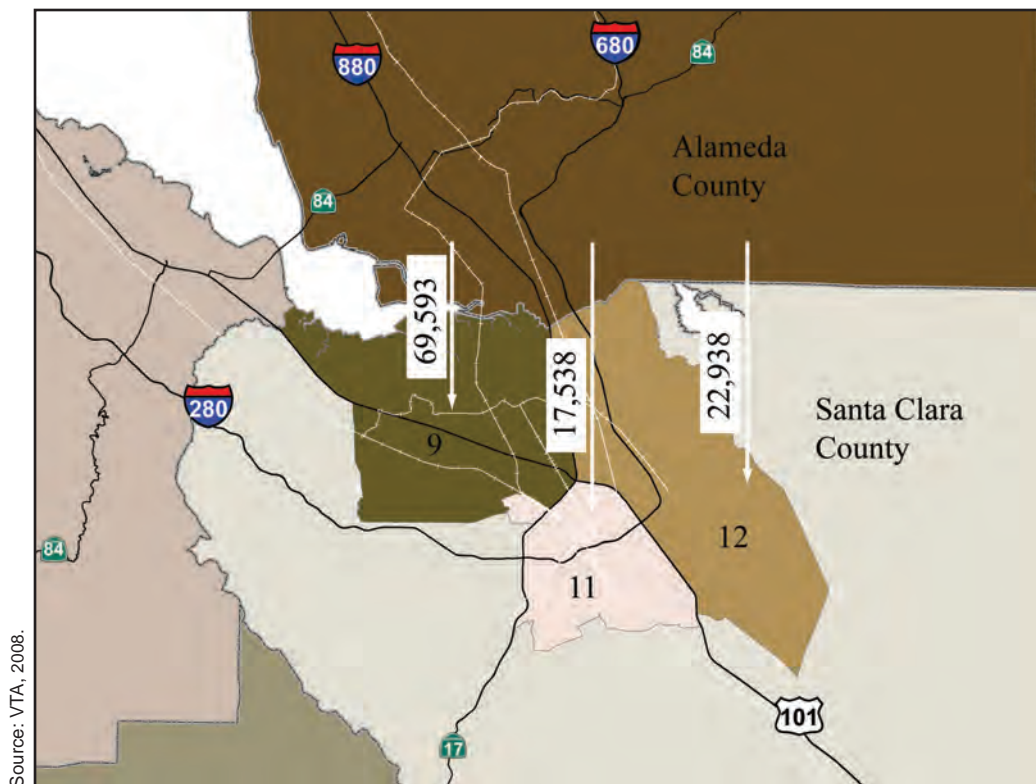 880
680
84
Alameda
County
84
69,593
17,538
22,938
280
Santa Clara
County
9
12
84
11
101
17
Source: VTA, 2008.